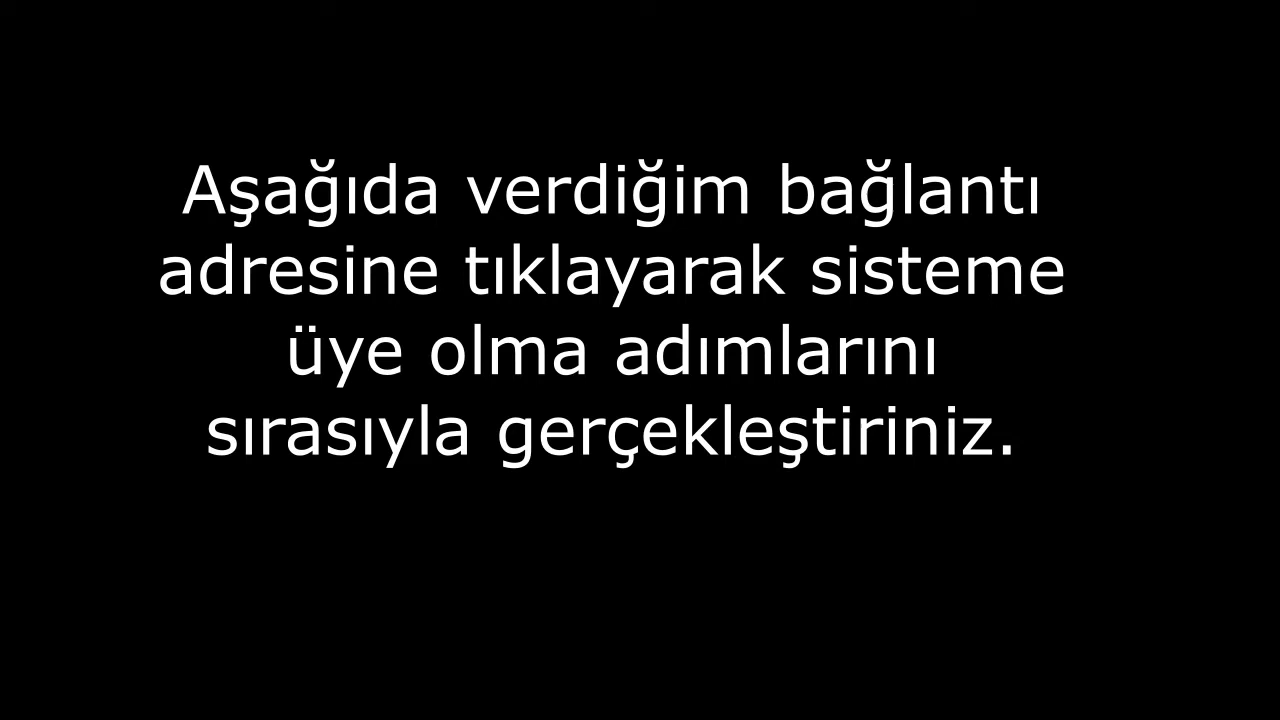 Aşağıda verdiğim bağlantı
adresine tıklayarak sisteme
üye olma adımlarını
sırasıyla gerçekleştiriniz.